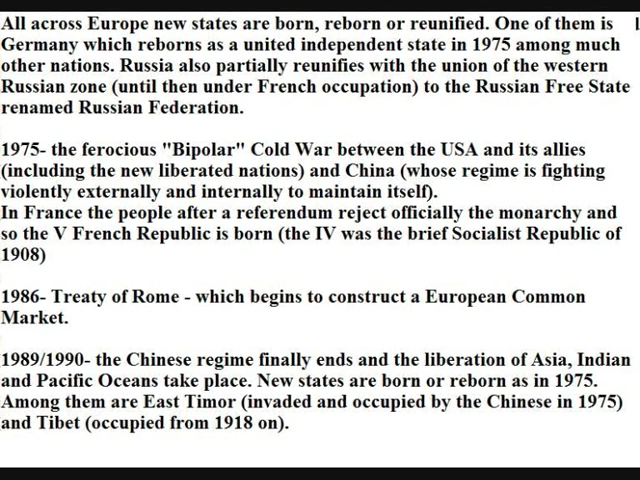 All across Europe new states are born, reborn or reunified. One of them is
Germany which reborns as a united independent state in 1975 among much
other nations. Russia also partially reunifies with the union of the western
Russian zone (until then under French occupation) to the Russian Free State
renamed Russian Federation.
1975- the ferocious "Bipolar" Cold War between the USA and its allies
(including the new liberated nations) and China (whose regime is fighting
violently externally and internally to maintain itself).
In France the people after a referendum reject officially the monarchy and
so the V French Republic is born (the IV was the brief Socialist Republic of
1908)
1986- Treaty of Rome - which begins to construct a European Common
Market.
1989/1990- the Chinese regime finally ends and the liberation of Asia, Indian
and Pacific Oceans take place. New states are born or reborn as in 1975.
Among them are East Timor (invaded and occupied by the Chinese in 1975)
and Tibet (occupied from 1918 on).